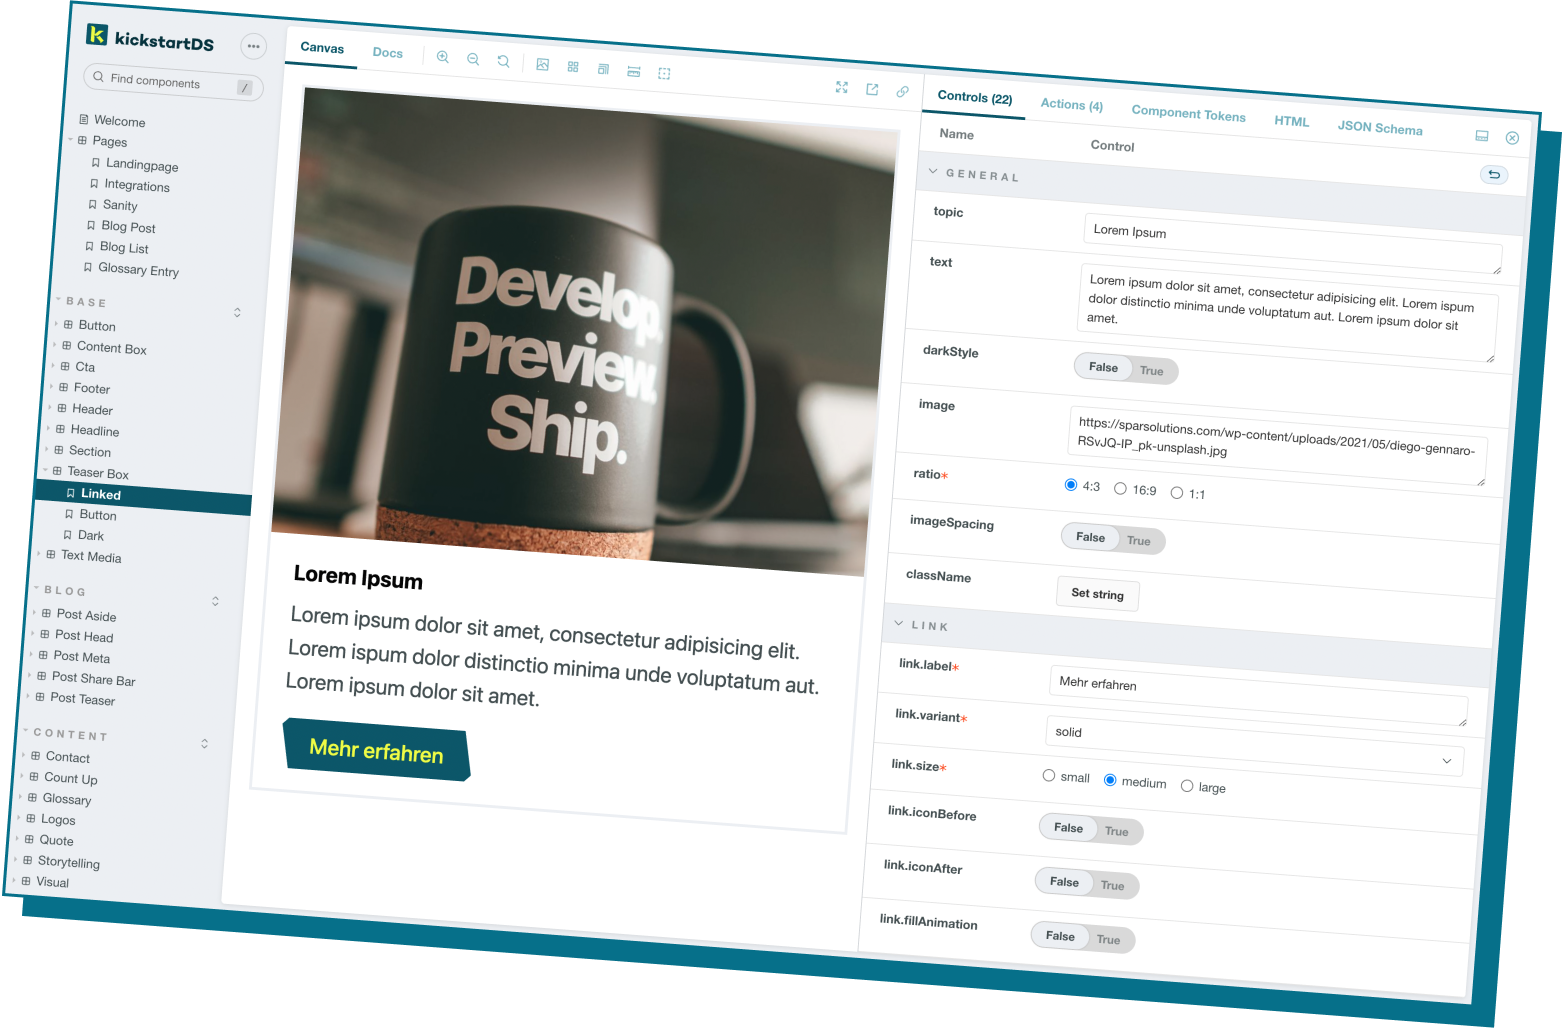 kickstartDS
Find components
/
Welcome
Pages
Landingpage
Integrations
Sanity
Blog Post
Blog List
Glossary Entry
BASE
Button
Content Box
Cta
Footer
Header
Headline
Section
Teaser Box
Linked
Button
Dark
Text Media
BLOG
Post Aside
Post Head
Post Meta
Post Share Bar
Post Teaser
CONTENT
Contact
Count Up
Glossary
Logos
Quote
Storytelling
Visual
Canvas
Docs
Develop.
Preview.
Ship.
Lorem Ipsum
Lorem ipsum dolor sit amet, consectetur adipisicing elit.
Lorem ispum dolor distinctio minima unde voluptatum aut.
Lorem ipsum dolor sit amet.
Mehr erfahren
Controls (22)
Actions (4)
Component Tokens
HTML
JSON Schema
Name
Control
GENERAL
topic
Lorem Ipsum
text
Lorem ipsum dolor sit amet, consectetur adipisicing elit. Lorem ispum
dolor distinctio minima unde voluptatum aut. Lorem ipsum dolor sit
amet.
darkStyle
False True
image
https://sparsolutions.com/wp-content/uploads/2021/05/diego-gennaro-
RSvJQ-IP_pk-unsplash.jpg
ratio*
4:3 16:9 1:1
imageSpacing
False True
className
Set string
LINK
link.label*
Mehr erfahren
link.variant*
solid
link.size*
small medium large
link.iconBefore
False True
link.iconAfter
False True
link.fillAnimation
False True